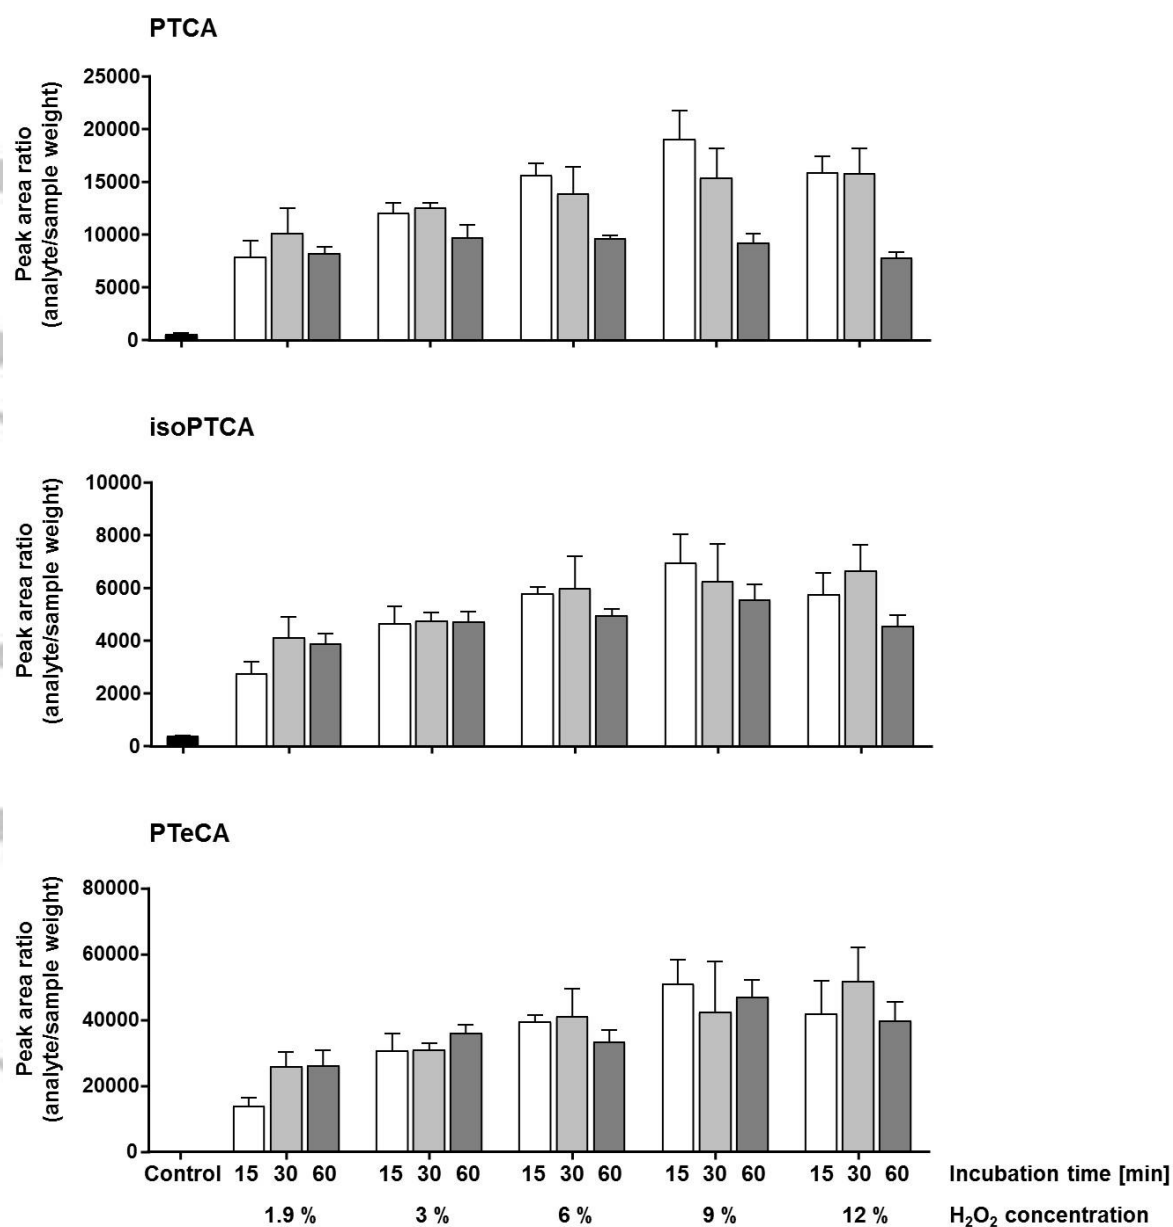 PTCA
Peak area ratio
(analyte/sample weight)
25000
20000
15000
10000
5000
0
isoPTCA
Peak area ratio
(analyte/sample weight)
10000
8000
6000
4000
2000
0
PTeCA
Peak area ratio
(analyte/sample weight)
80000
60000
40000
20000
0
Control 15 30 60 15 30 60 15 30 60 15 30 60 15 30 60 Incubation time [min]
1.9 % 3 % 6 % 9 % 12 % H₂O₂ concentration